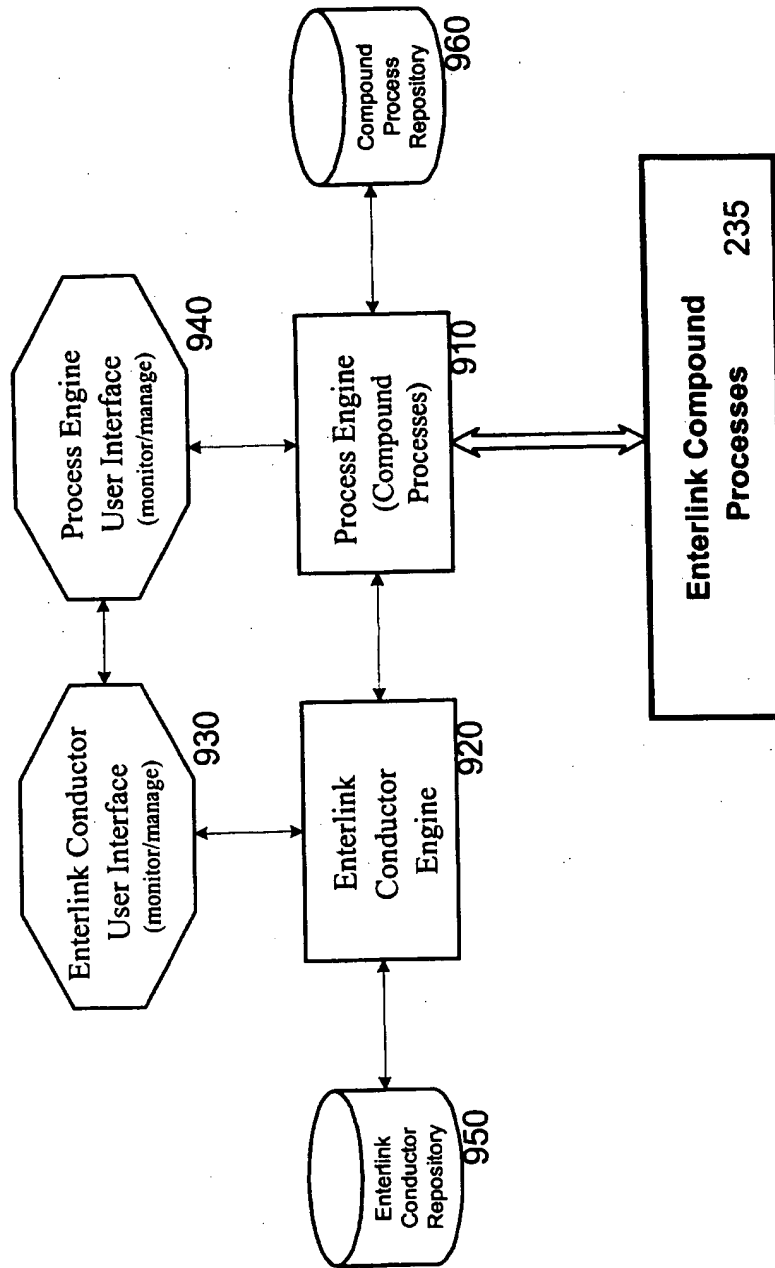 Enterlink Conductor
User Interface
(monitor/manage)
930
Process Engine
User Interface
(monitor/manage)
940
Enterlink
Conductor
Repository
950
Enterlink
Conductor
Engine
920
Process Engine
(Compound
Processes)
910
Compound
Process
Repository
960
Enterlink Compound
Processes 235